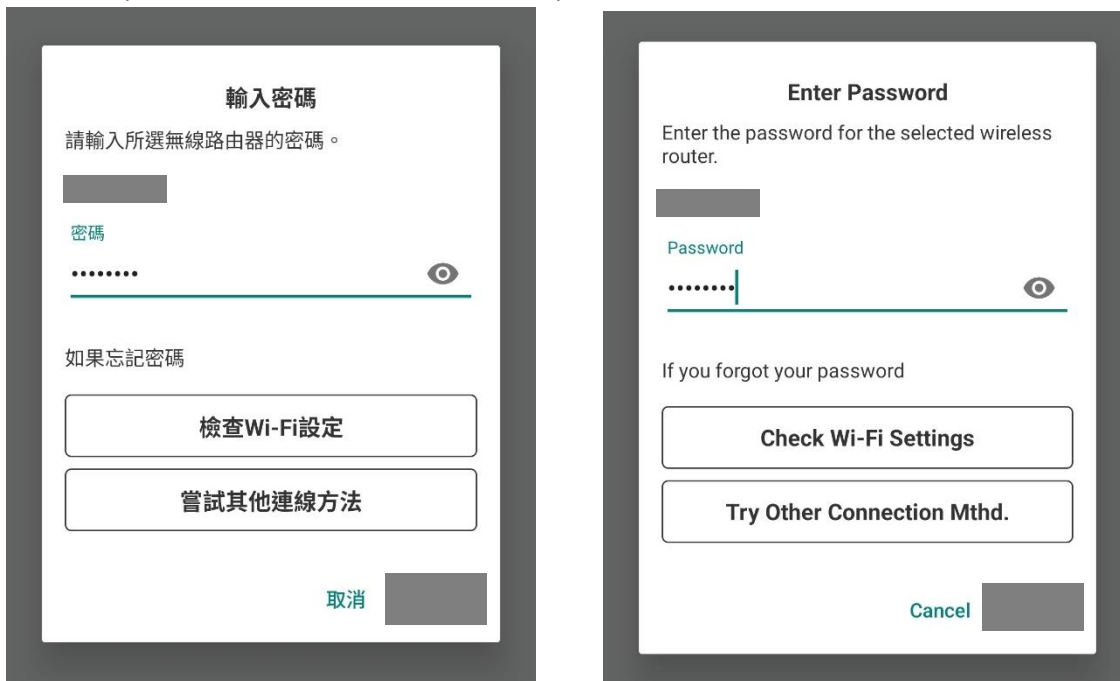 輸入密碼
請輸入所選無線路由器的密碼。
密碼
••••••••
如果忘記密碼
檢查Wi-Fi設定
嘗試其他連線方法
取消
Enter Password
Enter the password for the selected wireless
router.
Password
••••••••
If you forgot your password
Check Wi-Fi Settings
Try Other Connection Mthd.
Cancel